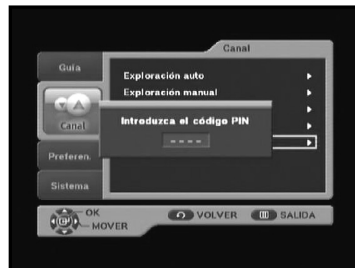 Canal
Guía
Exploración auto
Exploración manual
Canal
Introduzca el código PIN
- - - -
Preferen.
Sistema
OK
MOVER
VOLVER
SALIDA